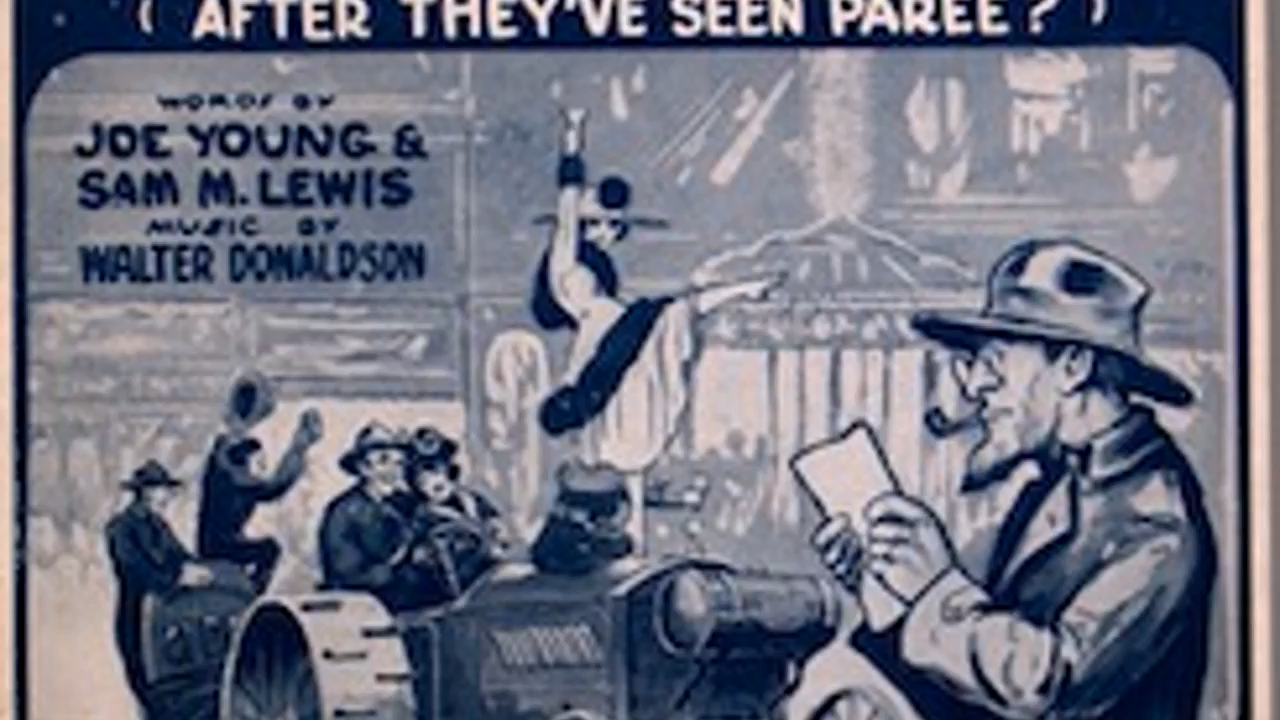 ( AFTER THEY'VE SEEN PAREE? )
WORDS BY
JOE YOUNG &
SAM M. LEWIS
MUSIC BY
WALTER DONALDSON